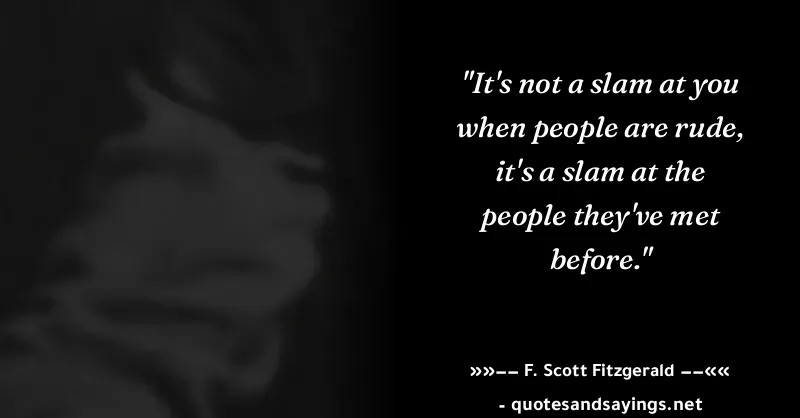 "It's not a slam at you
when people are rude,
it's a slam at the
people they've met
before."
»»−− F. Scott Fitzgerald −−««
- quotesandsayings.net